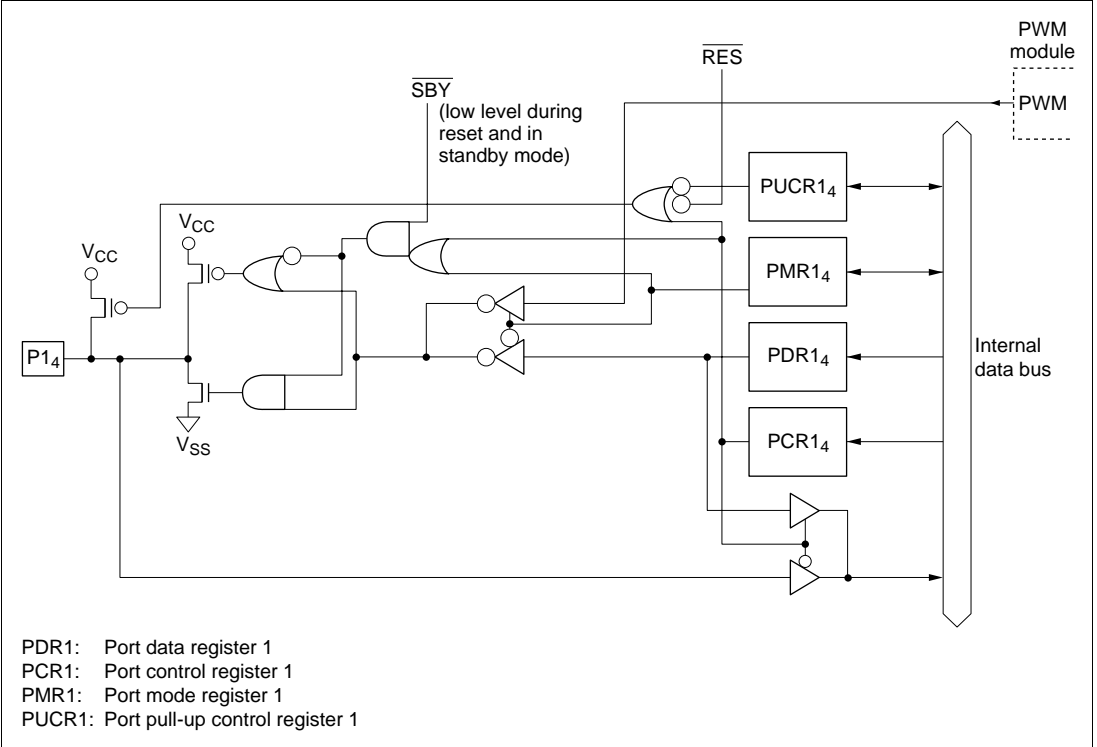 PWM
module
PWM
RES
SBY
(low level during
reset and in
standby mode)
PUCR14
VCC
VCC
PMR14
P14
PDR14
Internal
data bus
PCR14
VSS
PDR1: Port data register 1
PCR1: Port control register 1
PMR1: Port mode register 1
PUCR1: Port pull-up control register 1